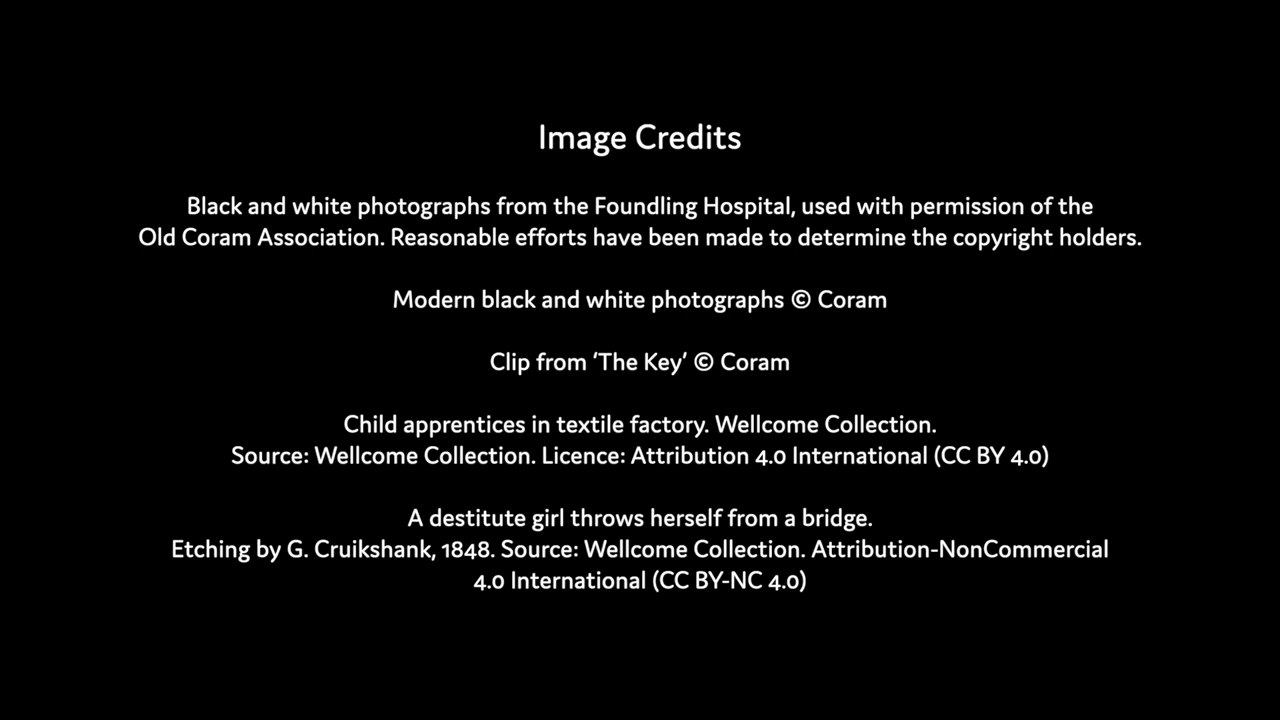 Image Credits
Black and white photographs from the Foundling Hospital, used with permission of the
Old Coram Association. Reasonable efforts have been made to determine the copyright holders.
Modern black and white photographs © Coram
Clip from ‘The Key’ © Coram
Child apprentices in textile factory. Wellcome Collection.
Source: Wellcome Collection. Licence: Attribution 4.0 International (CC BY 4.0)
A destitute girl throws herself from a bridge.
Etching by G. Cruikshank, 1848. Source: Wellcome Collection. Attribution-NonCommercial
4.0 International (CC BY-NC 4.0)